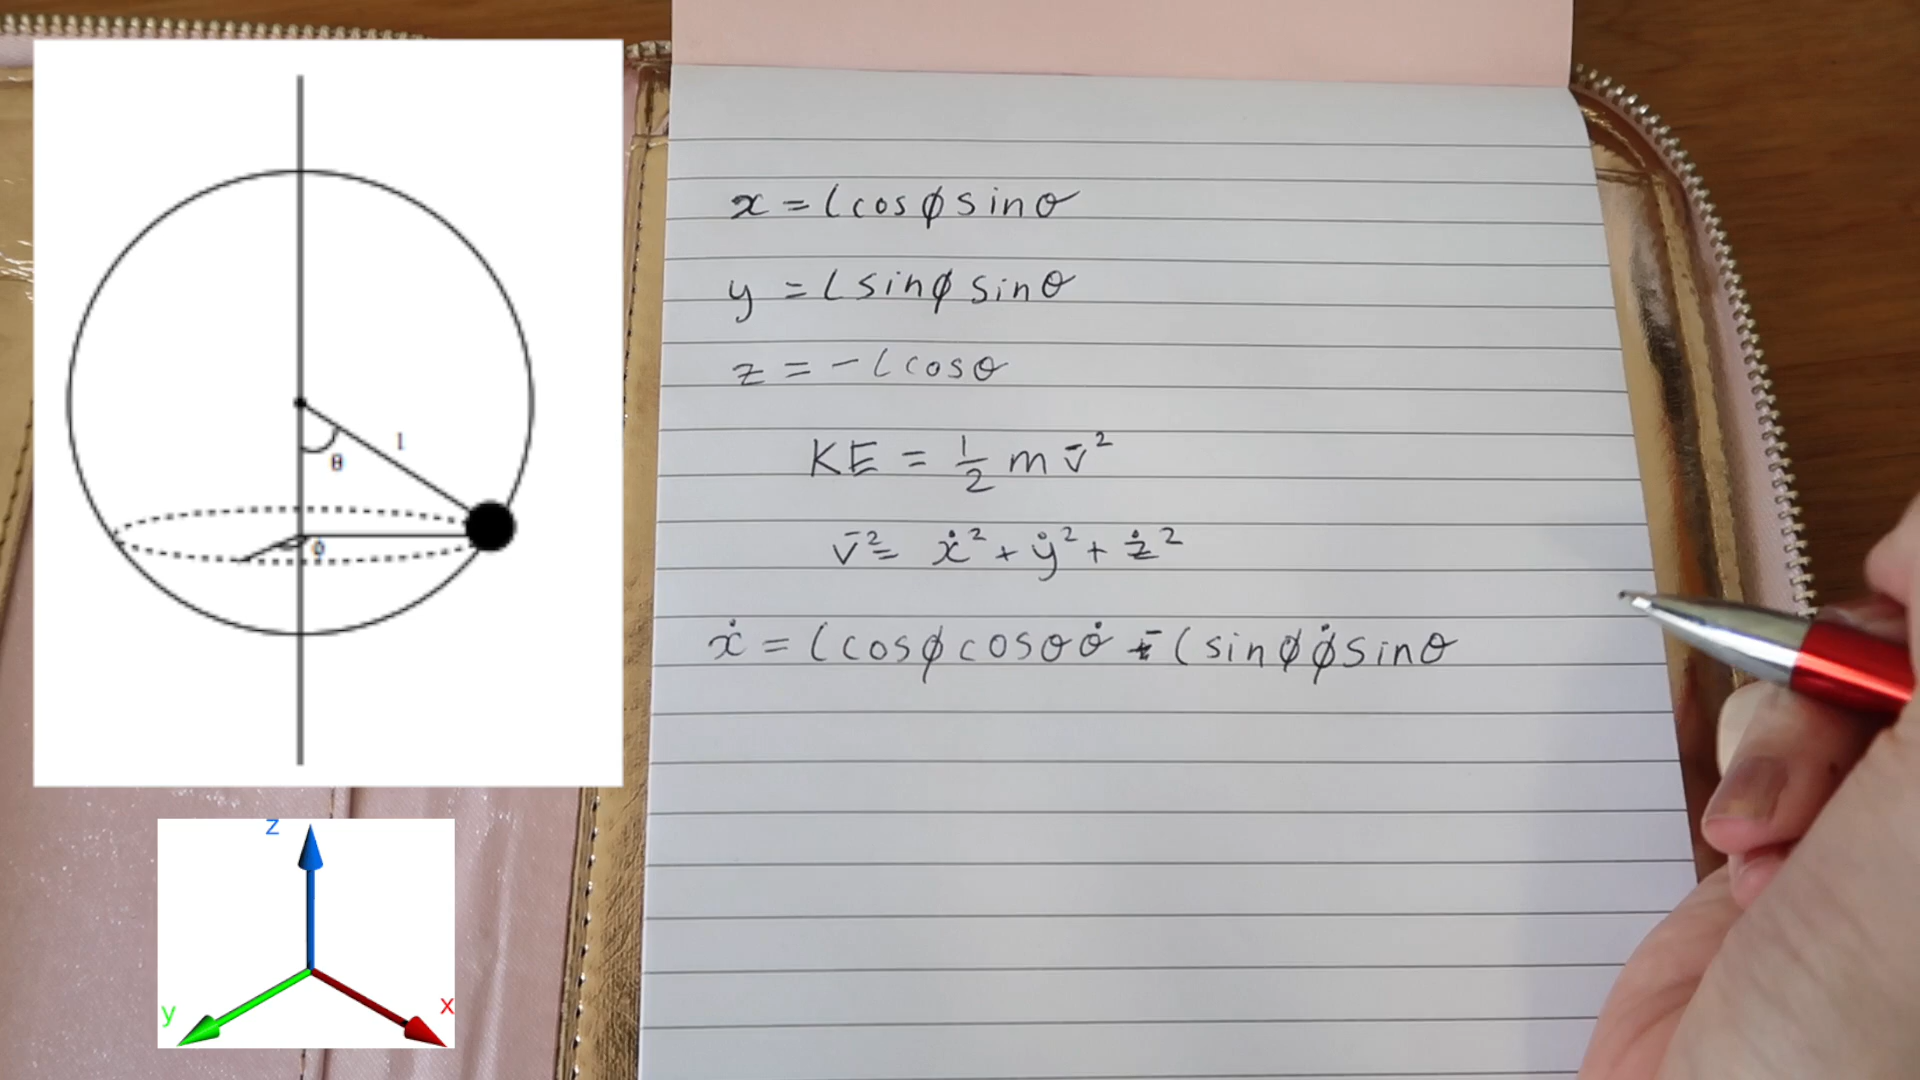 l
θ
ϕ
z
y
x
x = l cos ϕ sin θ
y = l sin ϕ sin θ
z = - l cos θ
KE = 1/2 m v̄²
v̄² = ẋ² + ẏ² + ż²
ẋ = l cos ϕ cos θ θ̇ - l sin ϕ ϕ̇ sin θ